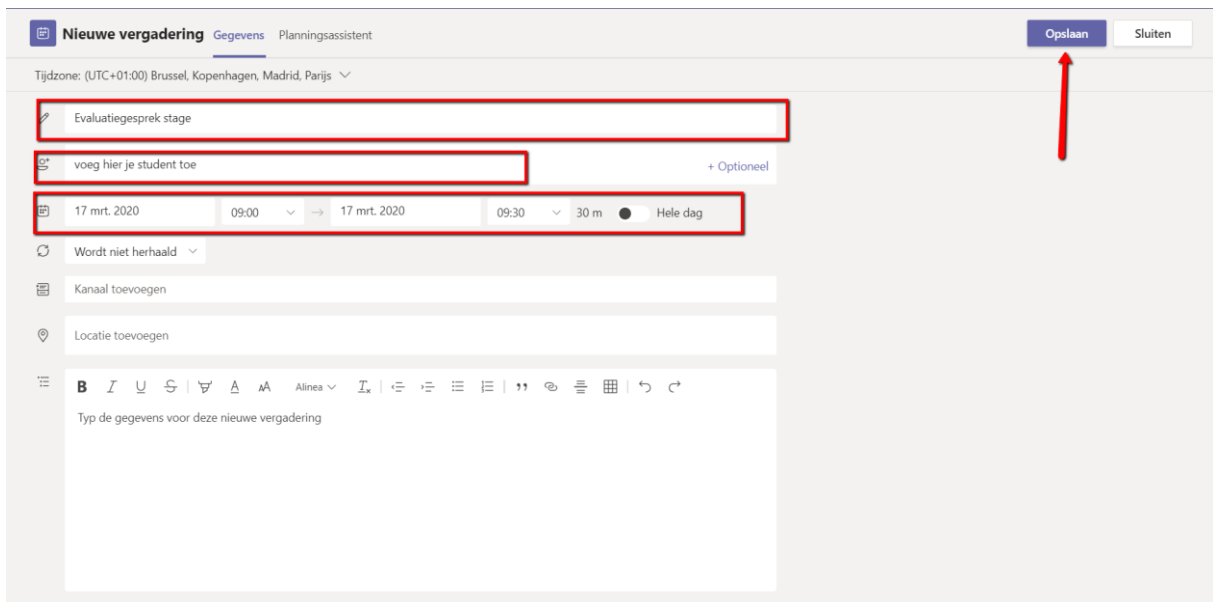 Nieuwe vergadering Gegevens Planningsassistent Opslaan Sluiten
Tijdzone: (UTC+01:00) Brussel, Kopenhagen, Madrid, Parijs
Evaluatiegesprek stage
voeg hier je student toe + Optioneel
17 mrt. 2020 09:00 → 17 mrt. 2020 09:30 30 m Hele dag
Wordt niet herhaald
Kanaal toevoegen
Locatie toevoegen
B I U S A AA Alinea Tx
Typ de gegevens voor deze nieuwe vergadering